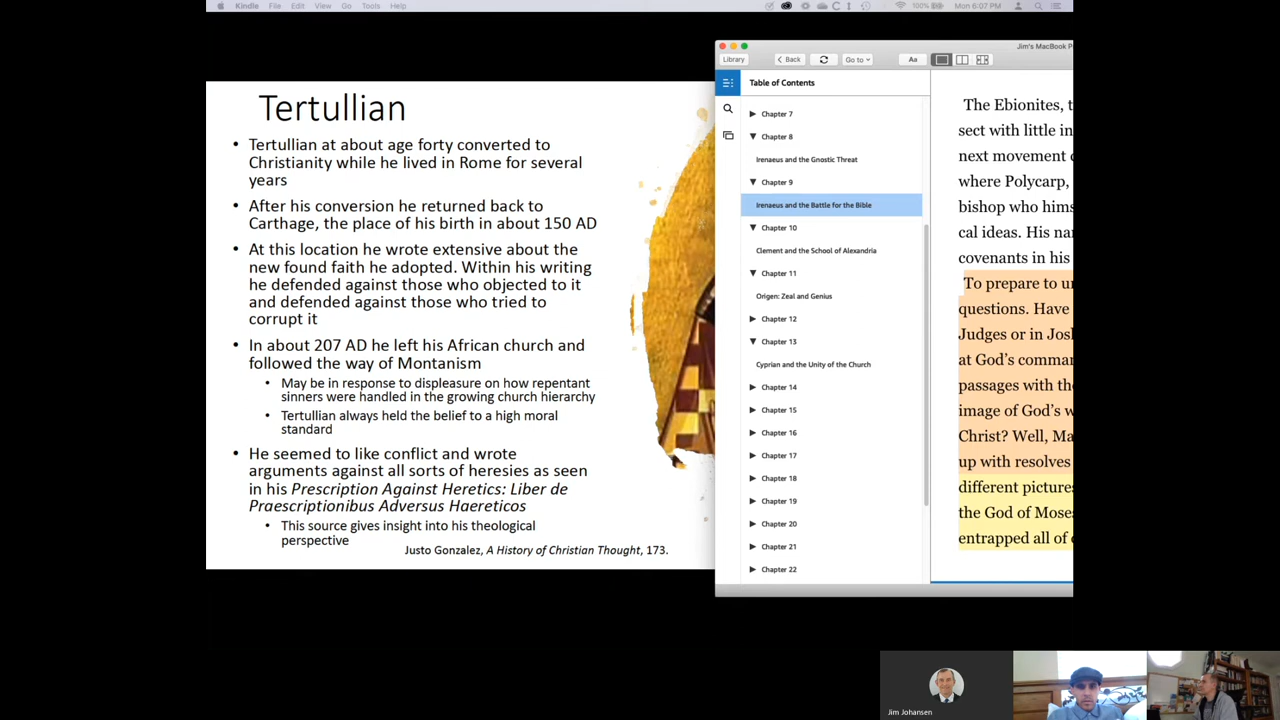 Kindle File Edit View Go Tools Help
100% Mon 6:07 PM
Tertullian
• Tertullian at about age forty converted to
Christianity while he lived in Rome for several
years
• After his conversion he returned back to
Carthage, the place of his birth in about 150 AD
• At this location he wrote extensive about the
new found faith he adopted. Within his writing
he defended against those who objected to it
and defended against those who tried to
corrupt it
• In about 207 AD he left his African church and
followed the way of Montanism
• May be in response to displeasure on how repentant
sinners were handled in the growing church hierarchy
• Tertullian always held the belief to a high moral
standard
• He seemed to like conflict and wrote
arguments against all sorts of heresies as seen
in his Prescription Against Heretics: Liber de
Praescriptionibus Adversus Haereticos
• This source gives insight into his theological
perspective
Justo Gonzalez, A History of Christian Thought, 173.
Jim's MacBook P
Library Back Go to Aa
Table of Contents
Chapter 7
Chapter 8
Irenaeus and the Gnostic Threat
Chapter 9
Irenaeus and the Battle for the Bible
Chapter 10
Clement and the School of Alexandria
Chapter 11
Origen: Zeal and Genius
Chapter 12
Chapter 13
Cyprian and the Unity of the Church
Chapter 14
Chapter 15
Chapter 16
Chapter 17
Chapter 18
Chapter 19
Chapter 20
Chapter 21
Chapter 22
The Ebionites, t
sect with little in
next movement c
where Polycarp,
bishop who hims
cal ideas. His na
covenants in his
To prepare to u
questions. Have
Judges or in Jos
at God's comma
passages with the
image of God's w
Christ? Well, Ma
up with resolves
different pictures
the God of Mose
entrapped all of
Jim Johansen